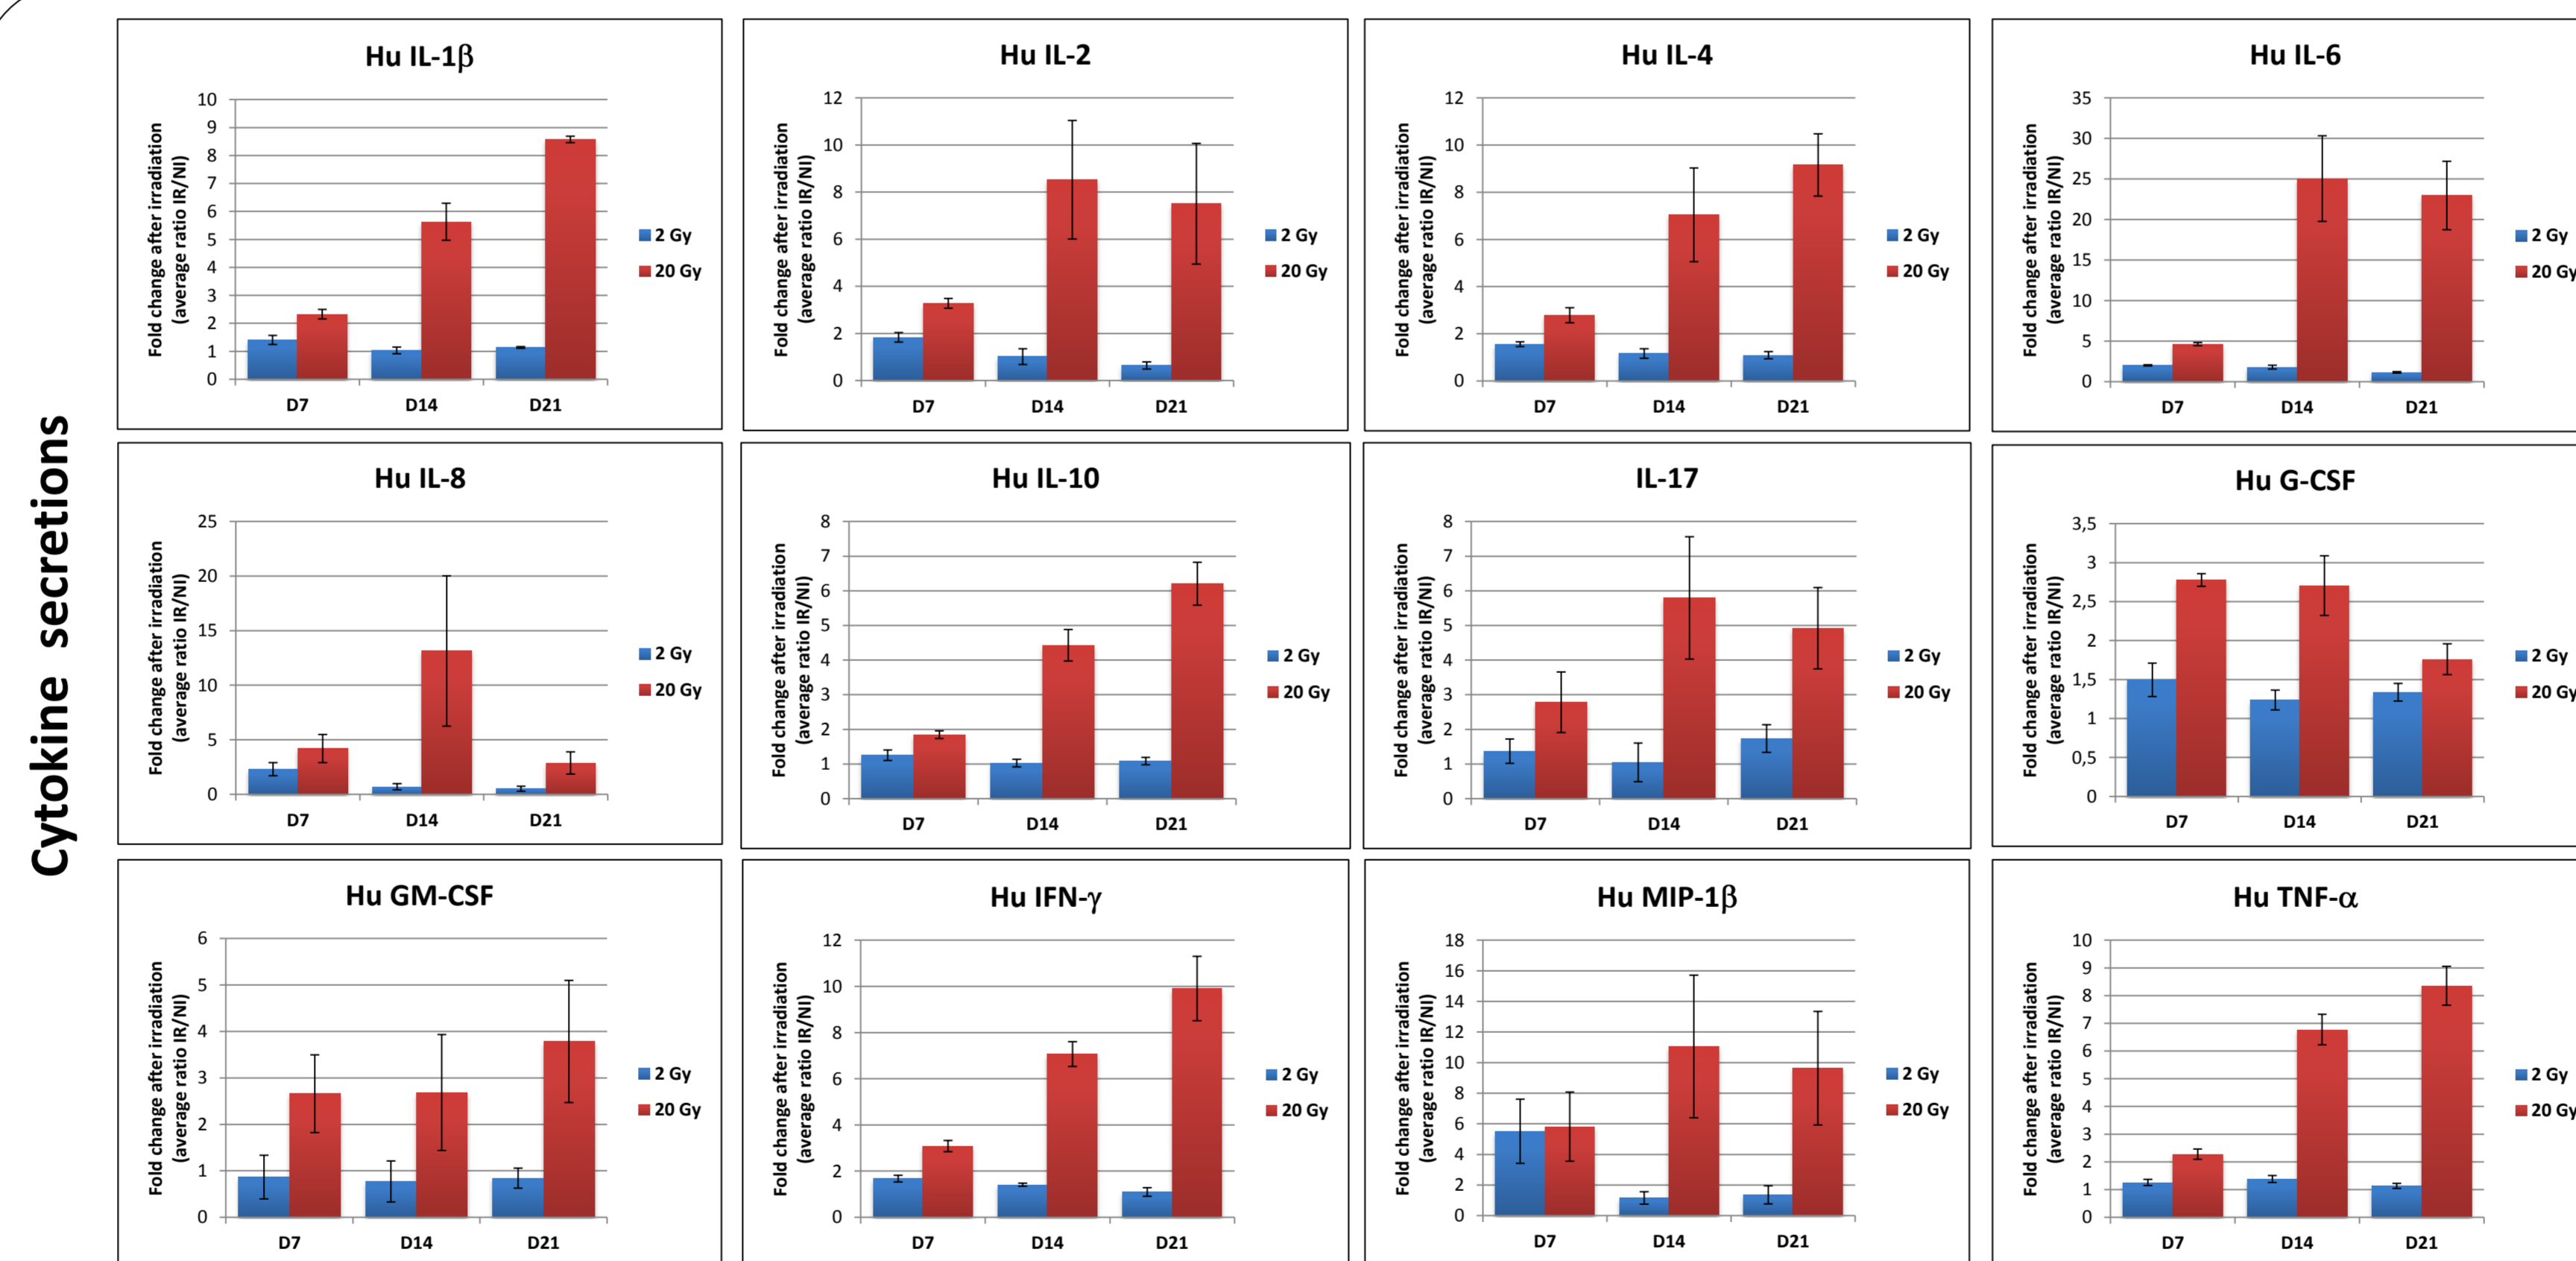 Cytokine secretions
Hu IL-1β
Fold change after irradiation
(average ratio IR/NI)
10
9
8
7
6
5
4
3
2
1
0
D7 D14 D21
2 Gy
20 Gy
Hu IL-2
Fold change after irradiation
(average ratio IR/NI)
12
10
8
6
4
2
0
D7 D14 D21
2 Gy
20 Gy
Hu IL-4
Fold change after irradiation
(average ratio IR/NI)
12
10
8
6
4
2
0
D7 D14 D21
2 Gy
20 Gy
Hu IL-6
Fold change after irradiation
(average ratio IR/NI)
35
30
25
20
15
10
5
0
D7 D14 D21
2 Gy
20 Gy
Hu IL-8
Fold change after irradiation
(average ratio IR/NI)
25
20
15
10
5
0
D7 D14 D21
2 Gy
20 Gy
Hu IL-10
Fold change after irradiation
(average ratio IR/NI)
8
7
6
5
4
3
2
1
0
D7 D14 D21
2 Gy
20 Gy
IL-17
Fold change after irradiation
(average ratio IR/NI)
8
7
6
5
4
3
2
1
0
D7 D14 D21
2 Gy
20 Gy
Hu G-CSF
Fold change after irradiation
(average ratio IR/NI)
3,5
3
2,5
2
1,5
1
0,5
0
D7 D14 D21
2 Gy
20 Gy
Hu GM-CSF
Fold change after irradiation
(average ratio IR/NI)
6
5
4
3
2
1
0
D7 D14 D21
2 Gy
20 Gy
Hu IFN-γ
Fold change after irradiation
(average ratio IR/NI)
12
10
8
6
4
2
0
D7 D14 D21
2 Gy
20 Gy
Hu MIP-1β
Fold change after irradiation
(average ratio IR/NI)
18
16
14
12
10
8
6
4
2
0
D7 D14 D21
2 Gy
20 Gy
Hu TNF-α
Fold change after irradiation
(average ratio IR/NI)
10
9
8
7
6
5
4
3
2
1
0
D7 D14 D21
2 Gy
20 Gy